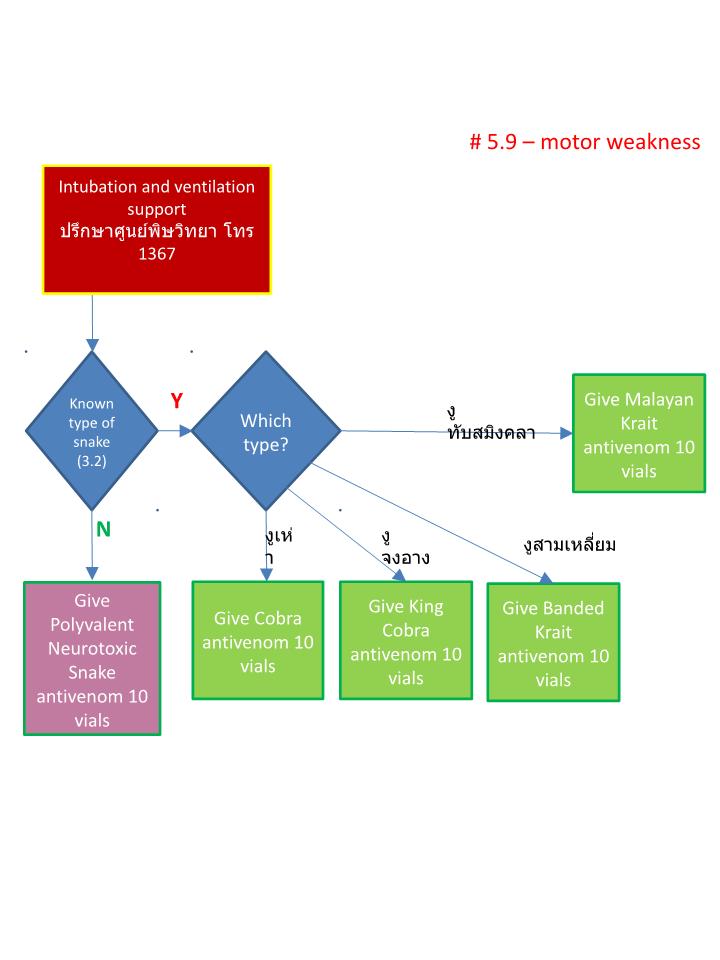 # 5.9 – motor weakness
Intubation and ventilation
support
ปรึกษาศูนย์พิษวิทยา โทร
1367
Known
type of
snake
(3.2)
Y
Which
type?
งู
ทับสมิงคลา
Give Malayan
Krait
antivenom 10
vials
N
งูเห่
า
งู
จงอาง
งูสามเหลี่ยม
Give
Polyvalent
Neurotoxic
Snake
antivenom 10
vials
Give Cobra
antivenom 10
vials
Give King
Cobra
antivenom 10
vials
Give Banded
Krait
antivenom 10
vials